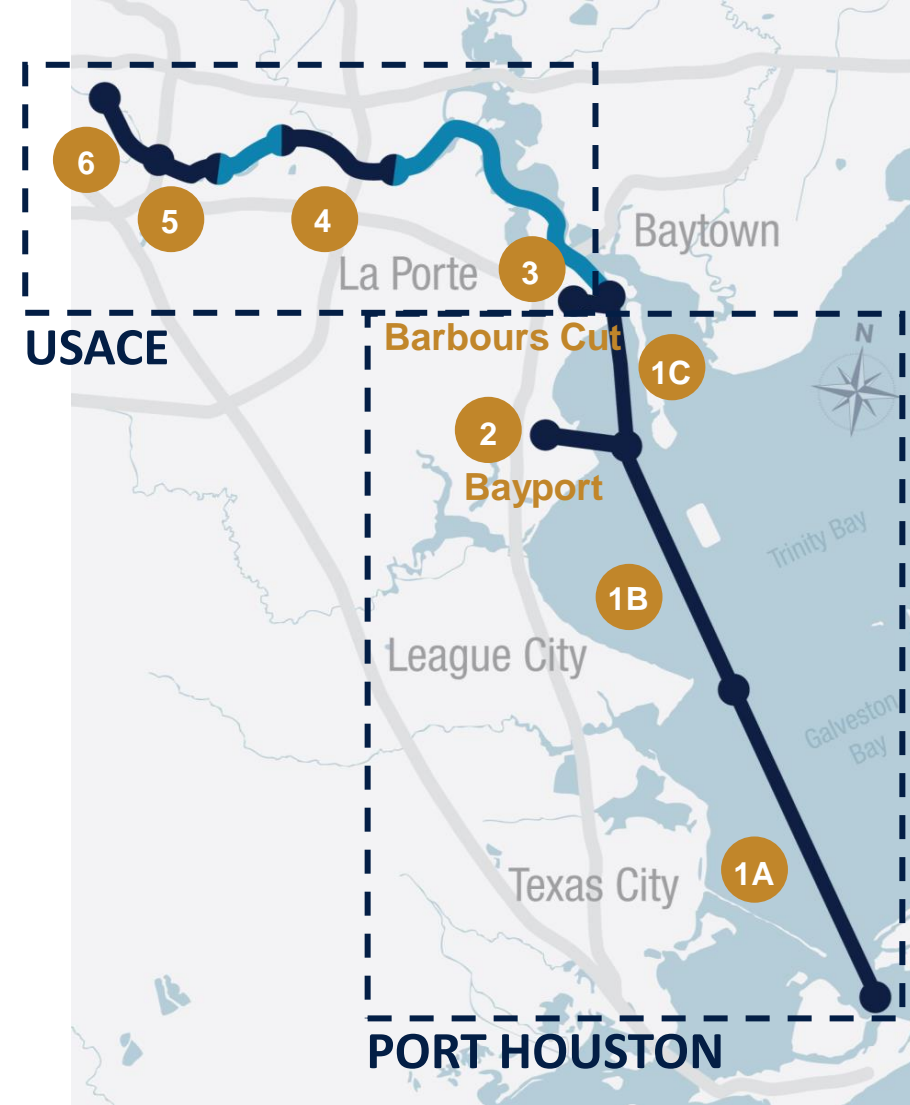 6
5
4
3
Baytown
La Porte
USACE
Barbours Cut
N
1C
2
Bayport
Trinity Bay
1B
League City
Galveston
Bay
1A
Texas City
PORT HOUSTON